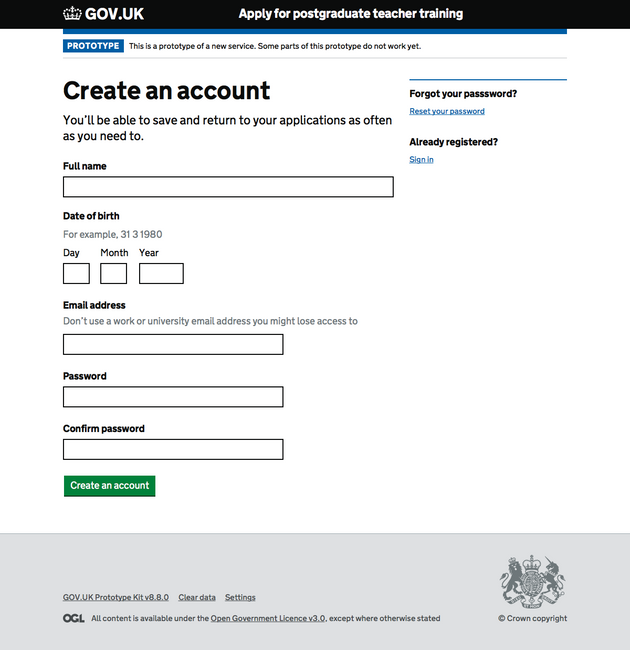 GOV.UK
Apply for postgraduate teacher training
PROTOTYPE
This is a prototype of a new service. Some parts of this prototype do not work yet.
Create an account
You'll be able to save and return to your applications as often
as you need to.
Full name
Date of birth
For example, 31 3 1980
Day Month Year
Email address
Don't use a work or university email address you might lose access to
Password
Confirm password
Create an account
Forgot your passsword?
Reset your password
Already registered?
Sign in
GOV.UK Prototype Kit v8.8.0 Clear data Settings
OGL All content is available under the Open Government Licence v3.0, except where otherwise stated
© Crown copyright